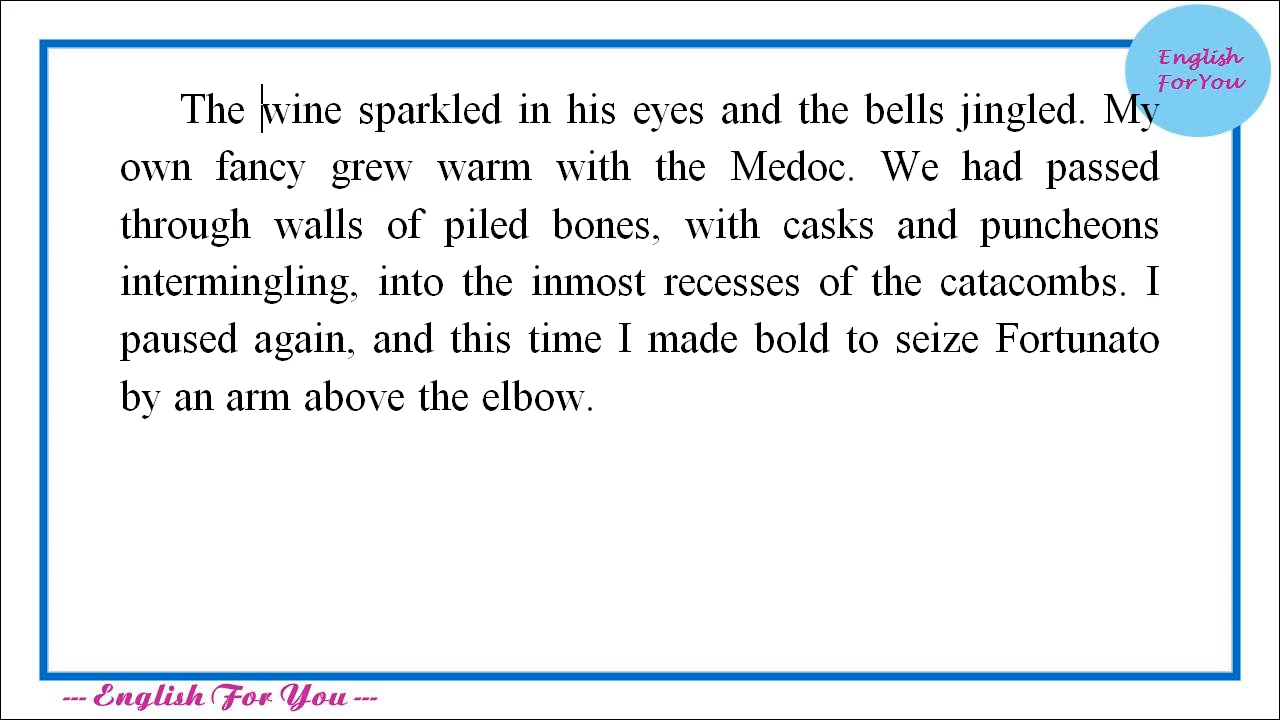 English
ForYou
The wine sparkled in his eyes and the bells jingled. My
own fancy grew warm with the Medoc. We had passed
through walls of piled bones, with casks and puncheons
intermingling, into the inmost recesses of the catacombs. I
paused again, and this time I made bold to seize Fortunato
by an arm above the elbow.
--- English For You ---